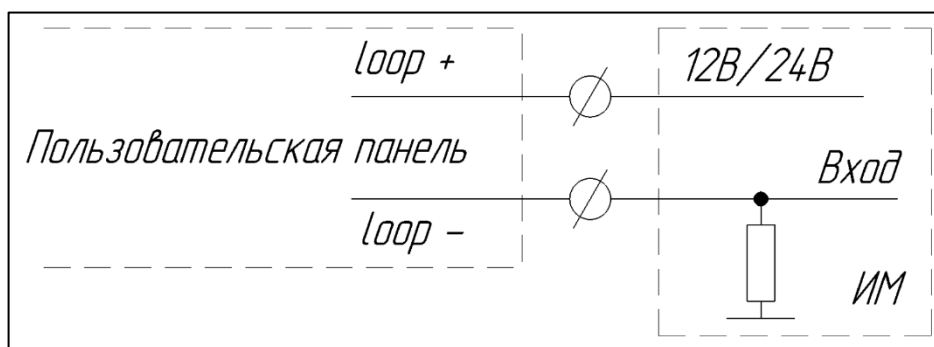 loop +
12В/24В
Пользовательская панель
Вход
loop -
ИМ